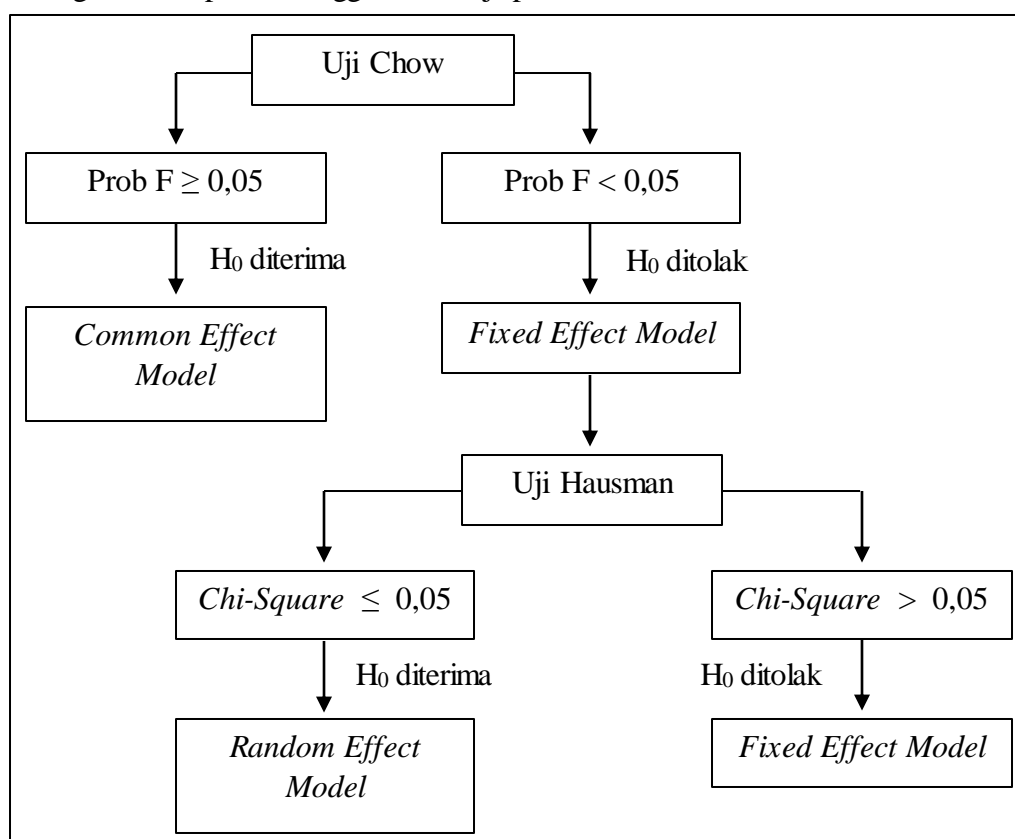 Uji Chow
Prob F ≥ 0,05
Prob F < 0,05
H₀ diterima
H₀ ditolak
Common Effect
Model
Fixed Effect Model
Uji Hausman
Chi-Square ≤ 0,05
Chi-Square > 0,05
H₀ diterima
H₀ ditolak
Random Effect
Model
Fixed Effect Model